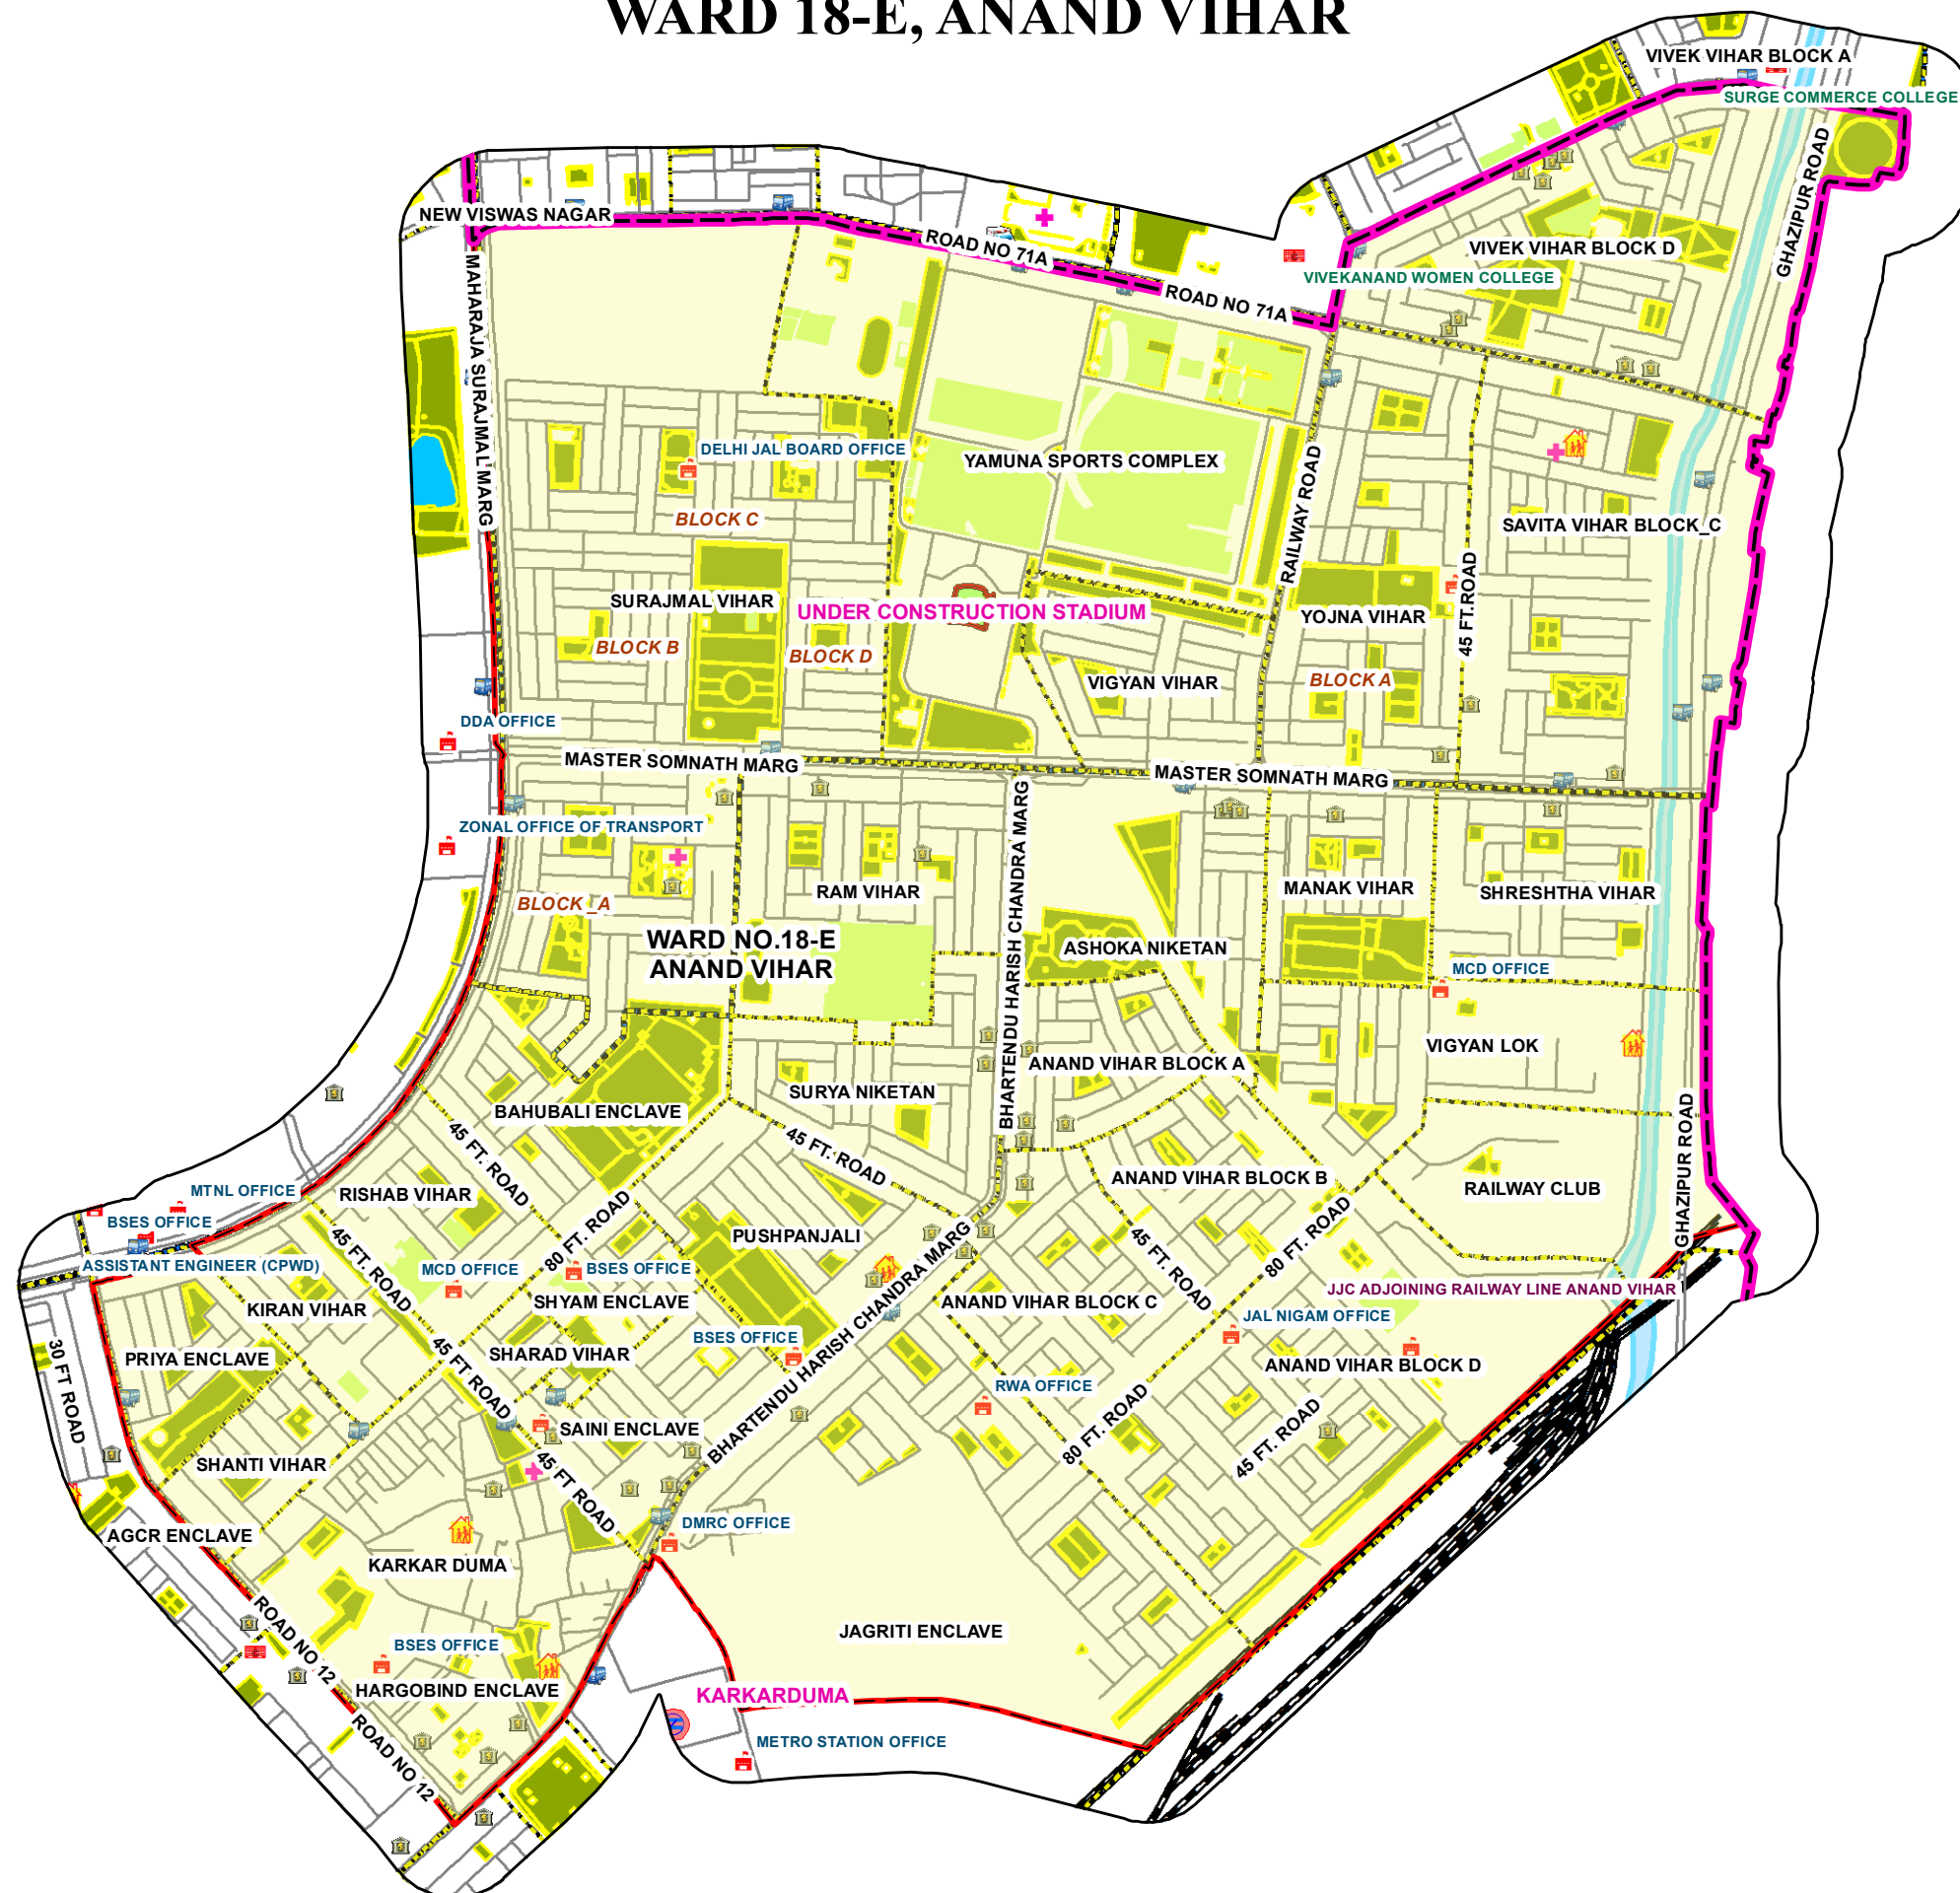 WARD 18-E, ANAND VIHAR
VIVEK VIHAR BLOCK A
SURGE COMMERCE COLLEGE
GHAZIPUR ROAD
NEW VISWAS NAGAR
ROAD NO 71A
ROAD NO 71A
VIVEK VIHAR BLOCK D
VIVEKANAND WOMEN COLLEGE
MAHARAJA SURAJMAL MARG
DELHI JAL BOARD OFFICE
YAMUNA SPORTS COMPLEX
RAILWAY ROAD
BLOCK C
SAVITA VIHAR BLOCK_C
45 FT.ROAD
SURAJMAL VIHAR
UNDER CONSTRUCTION STADIUM
YOJNA VIHAR
BLOCK B
BLOCK D
VIGYAN VIHAR
BLOCK A
DDA OFFICE
MASTER SOMNATH MARG
MASTER SOMNATH MARG
ZONAL OFFICE OF TRANSPORT
BHARTENDU HARISH CHANDRA MARG
RAM VIHAR
MANAK VIHAR
SHRESHTHA VIHAR
BLOCK _A
WARD NO.18-E
ANAND VIHAR
ASHOKA NIKETAN
MCD OFFICE
VIGYAN LOK
ANAND VIHAR BLOCK A
SURYA NIKETAN
BAHUBALI ENCLAVE
GHAZIPUR ROAD
45 FT. ROAD
45 FT. ROAD
ANAND VIHAR BLOCK B
RAILWAY CLUB
MTNL OFFICE
RISHAB VIHAR
BSES OFFICE
80 FT. ROAD
PUSHPANJALI
45 FT. ROAD
80 FT. ROAD
ASSISTANT ENGINEER (CPWD)
45 FT. ROAD
MCD OFFICE
BSES OFFICE
JJC ADJOINING RAILWAY LINE ANAND VIHAR
KIRAN VIHAR
SHYAM ENCLAVE
ANAND VIHAR BLOCK C
JAL NIGAM OFFICE
BHARTENDU HARISH CHANDRA MARG
BSES OFFICE
PRIYA ENCLAVE
SHARAD VIHAR
ANAND VIHAR BLOCK D
30 FT ROAD
45 FT ROAD
RWA OFFICE
80 FT. ROAD
SAINI ENCLAVE
45 FT. ROAD
SHANTI VIHAR
45 FT ROAD
AGCR ENCLAVE
DMRC OFFICE
KARKAR DUMA
ROAD NO 12
JAGRITI ENCLAVE
BSES OFFICE
HARGOBIND ENCLAVE
KARKARDUMA
ROAD NO 12
METRO STATION OFFICE